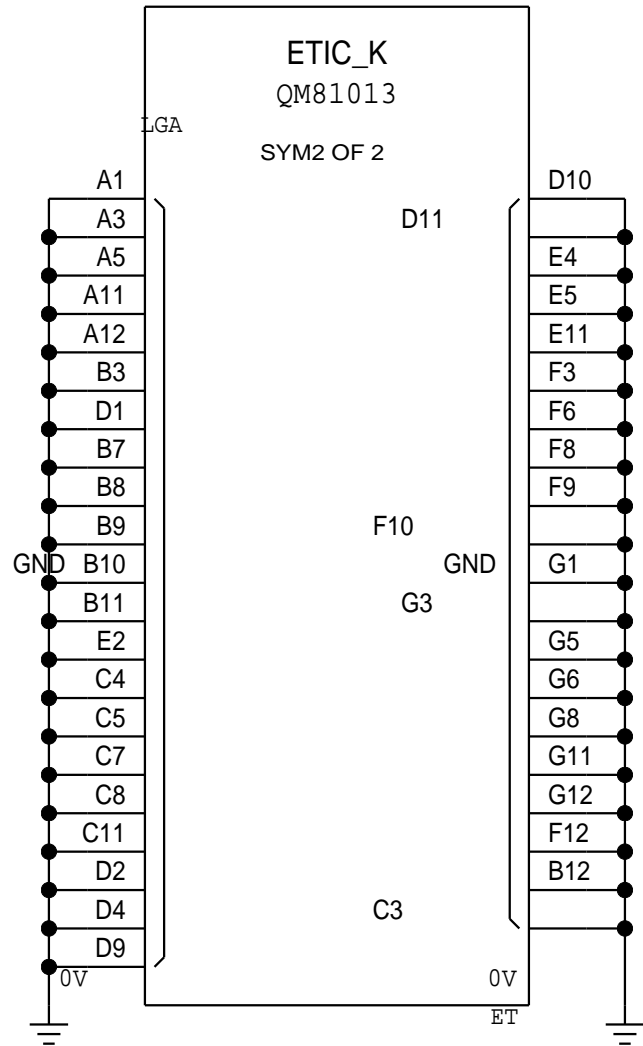 ETIC_K
QM81013
LGA
SYM2 OF 2
A1 D10
A3 D11
A5 E4
A11 E5
A12 E11
B3 F3
D1 F6
B7 F8
B8 F9
B9 F10
GND B10 GND G1
B11 G3
E2 G5
C4 G6
C5 G8
C7 G11
C8 G12
C11 F12
D2 B12
D4 C3
D9
0V 0V
ET